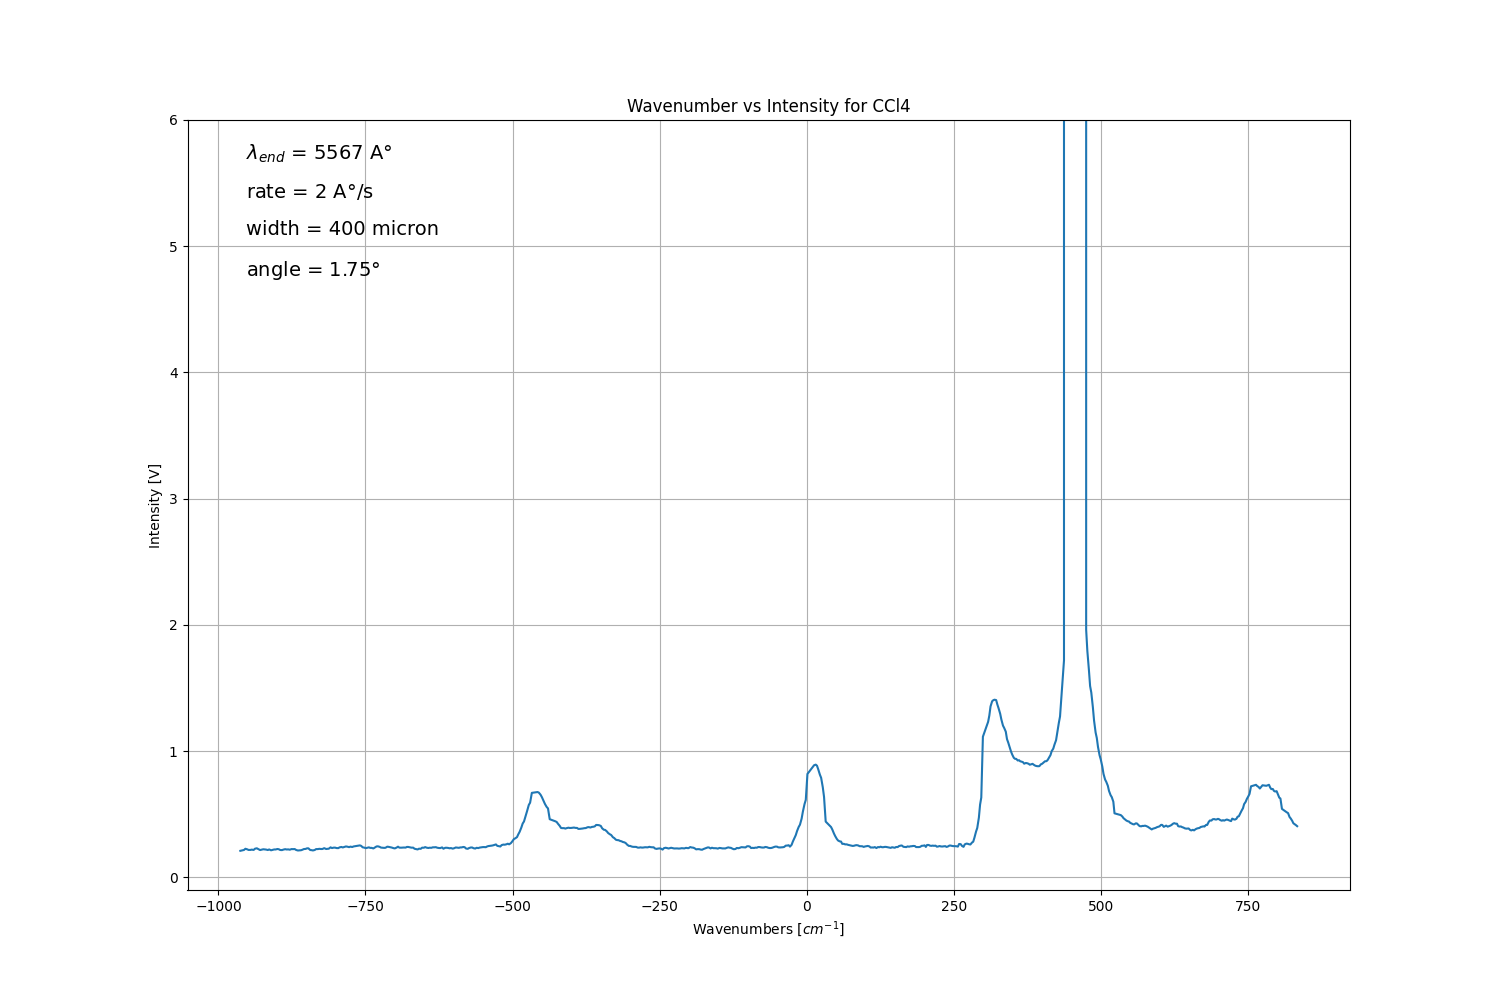 Wavenumber vs Intensity for CCl4
λend = 5567 A°
rate = 2 A°/s
width = 400 micron
angle = 1.75°
6
5
4
3
2
1
0
Intensity [V]
−1000 −750 −500 −250 0 250 500 750
Wavenumbers [cm−1]